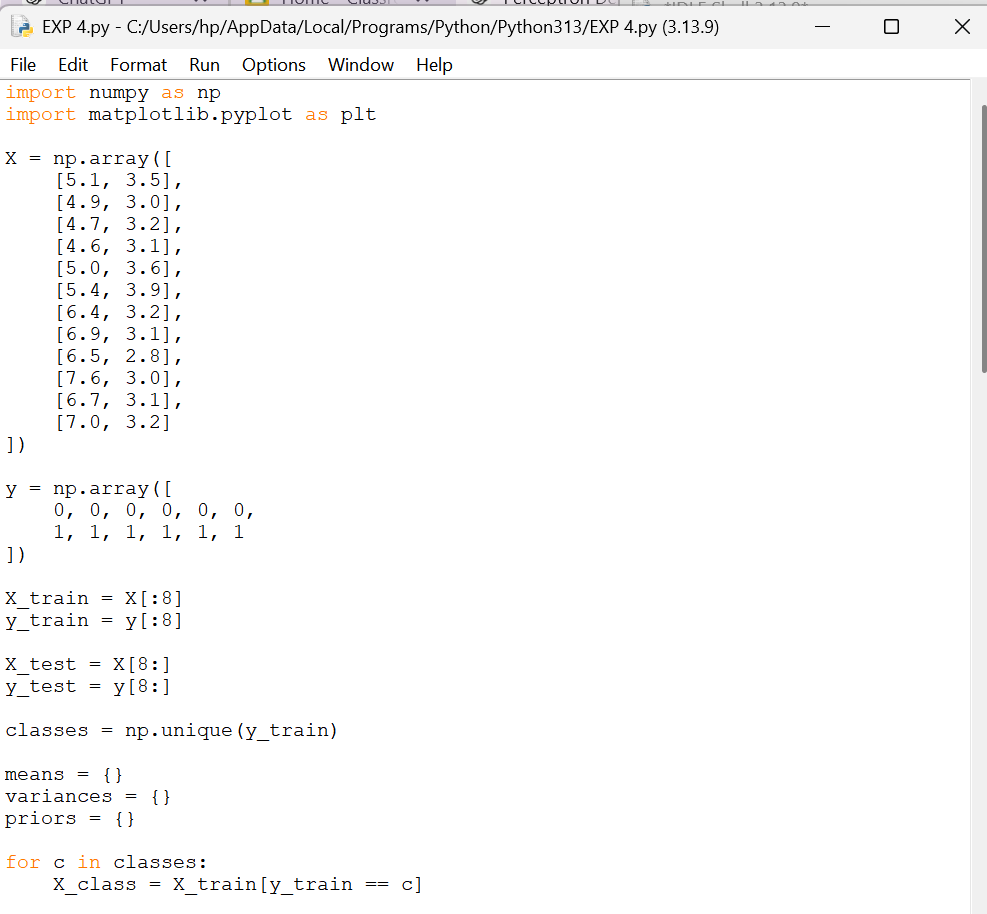 EXP 4.py - C:/Users/hp/AppData/Local/Programs/Python/Python313/EXP 4.py (3.13.9)
File Edit Format Run Options Window Help
import numpy as np
import matplotlib.pyplot as plt
X = np.array([
    [5.1, 3.5],
    [4.9, 3.0],
    [4.7, 3.2],
    [4.6, 3.1],
    [5.0, 3.6],
    [5.4, 3.9],
    [6.4, 3.2],
    [6.9, 3.1],
    [6.5, 2.8],
    [7.6, 3.0],
    [6.7, 3.1],
    [7.0, 3.2]
])
y = np.array([
    0, 0, 0, 0, 0, 0,
    1, 1, 1, 1, 1, 1
])
X_train = X[:8]
y_train = y[:8]
X_test = X[8:]
y_test = y[8:]
classes = np.unique(y_train)
means = {}
variances = {}
priors = {}
for c in classes:
    X_class = X_train[y_train == c]